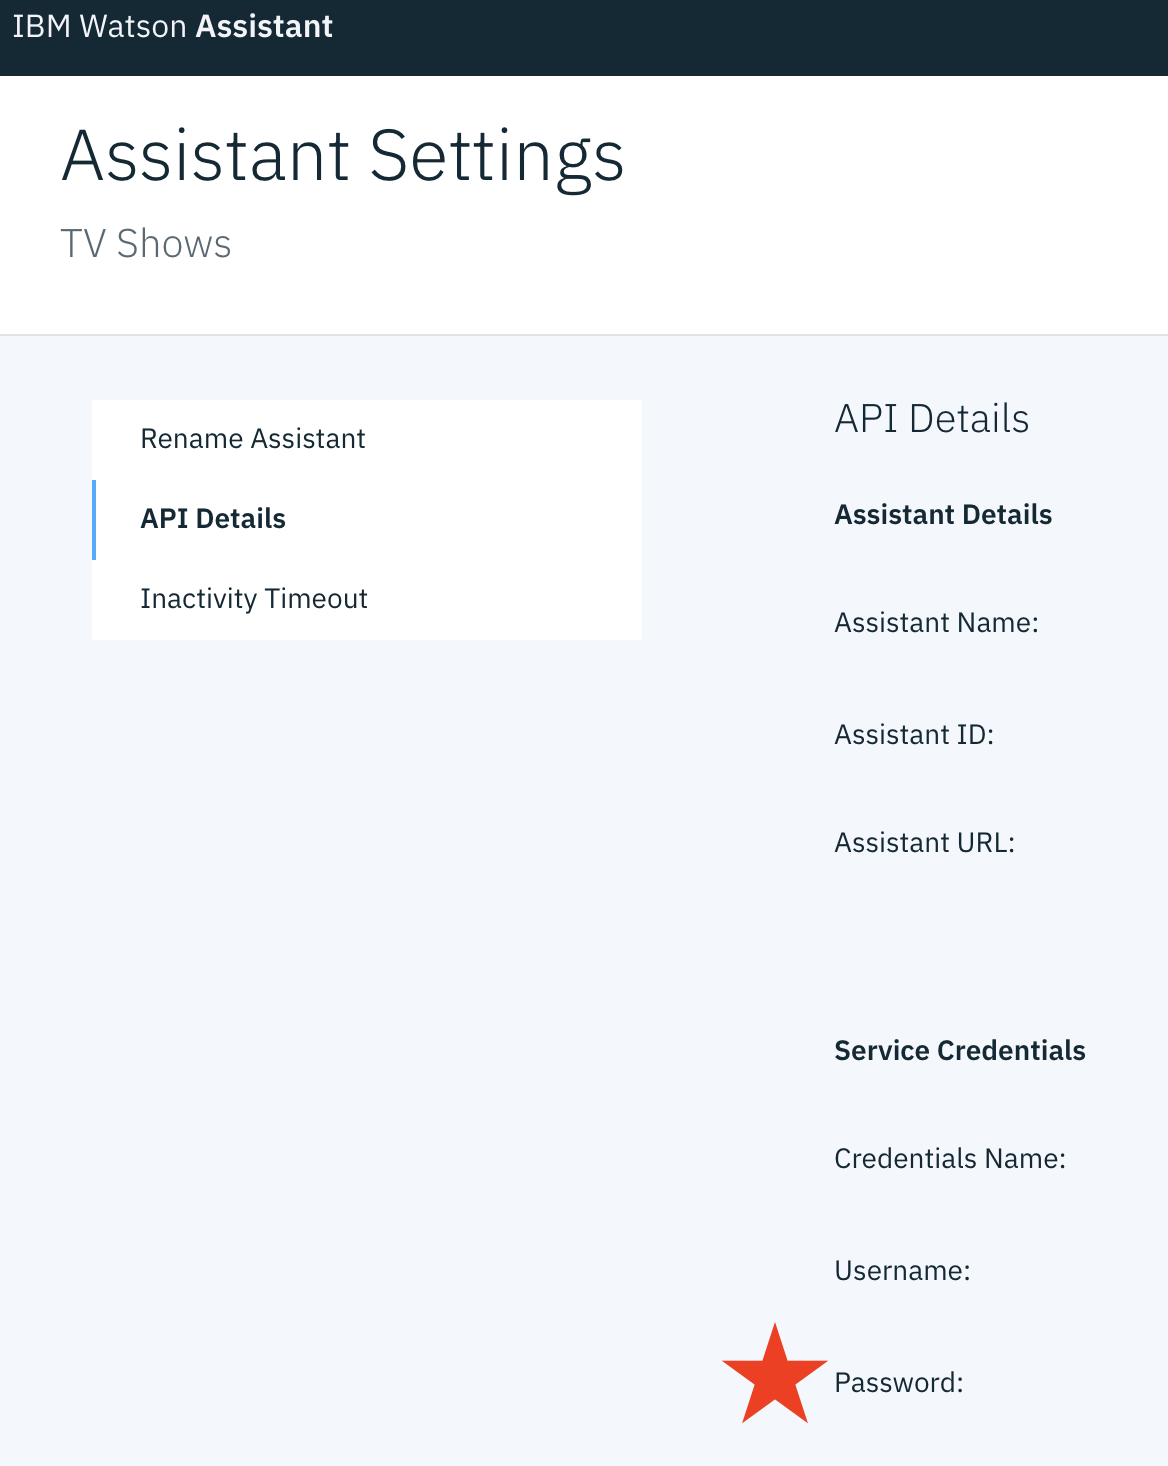 IBM Watson Assistant
Assistant Settings
TV Shows
Rename Assistant
API Details
Inactivity Timeout
API Details
Assistant Details
Assistant Name:
Assistant ID:
Assistant URL:
Service Credentials
Credentials Name:
Username:
Password: